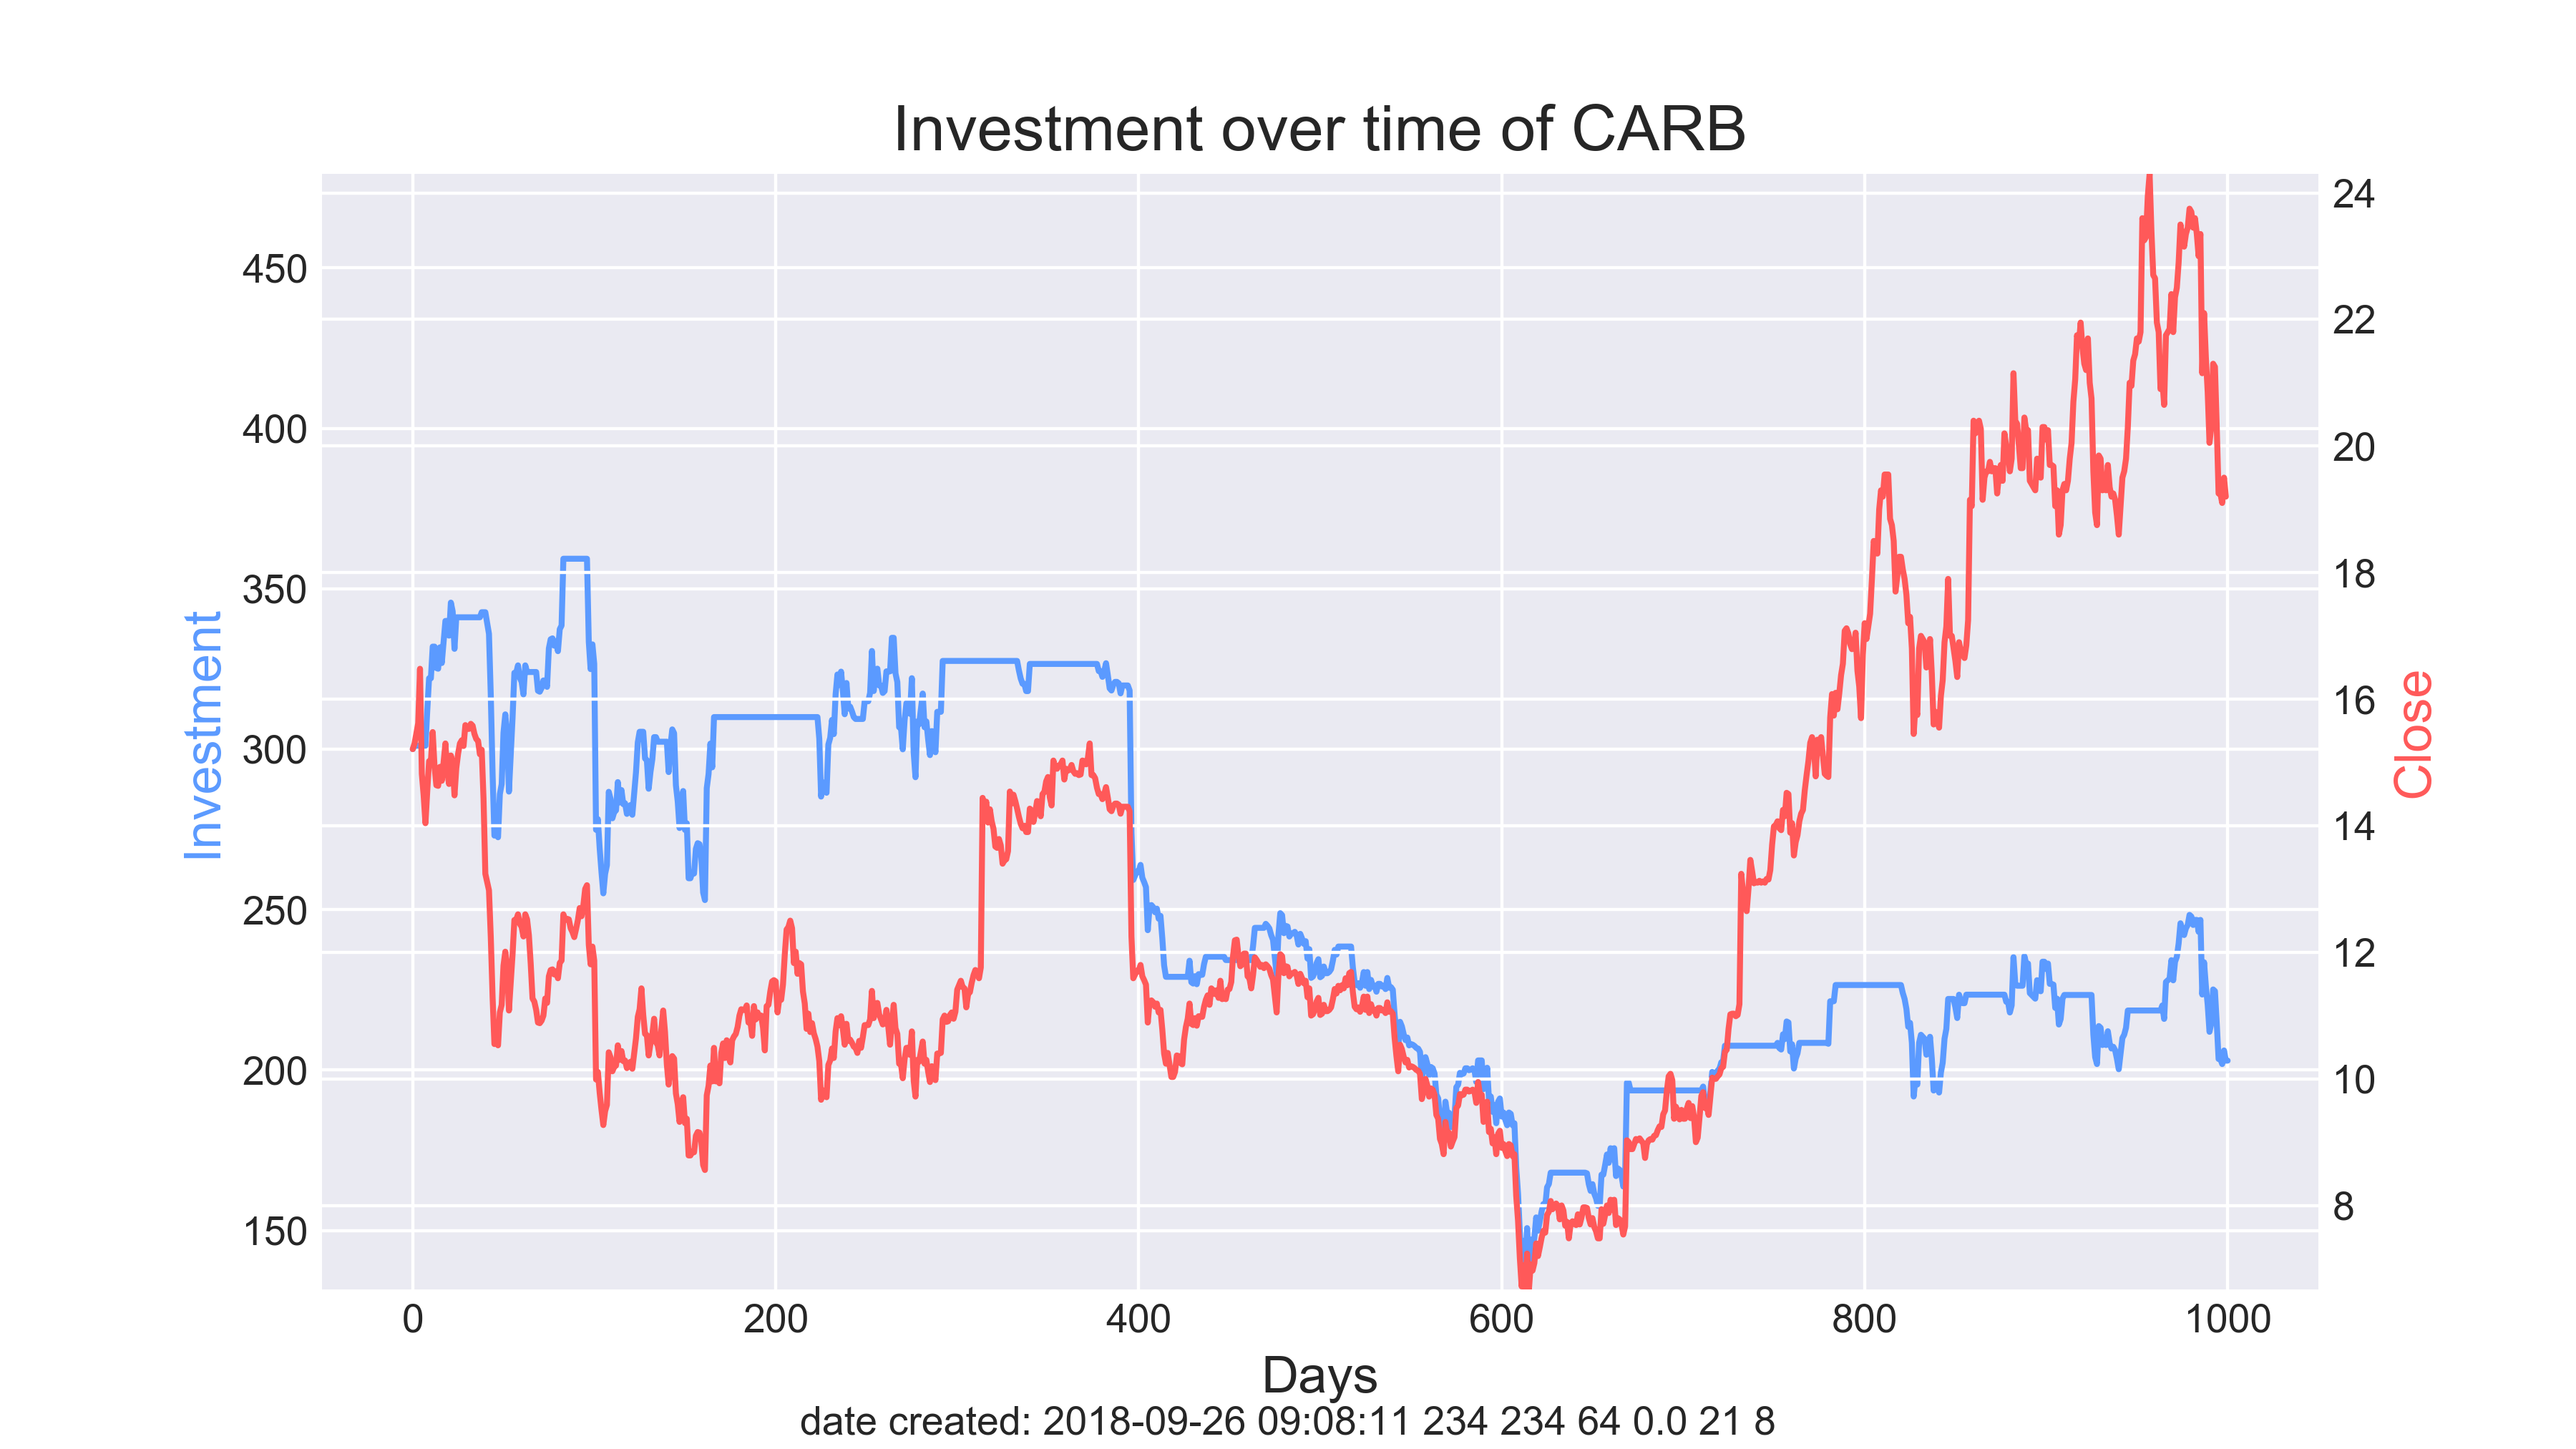 Investment over time of CARB
450
400
350
300
250
200
150
Investment
24
22
20
18
16
14
12
10
8
Close
0 200 400 600 800 1000
Days
date created: 2018-09-26 09:08:11 234 234 64 0.0 21 8